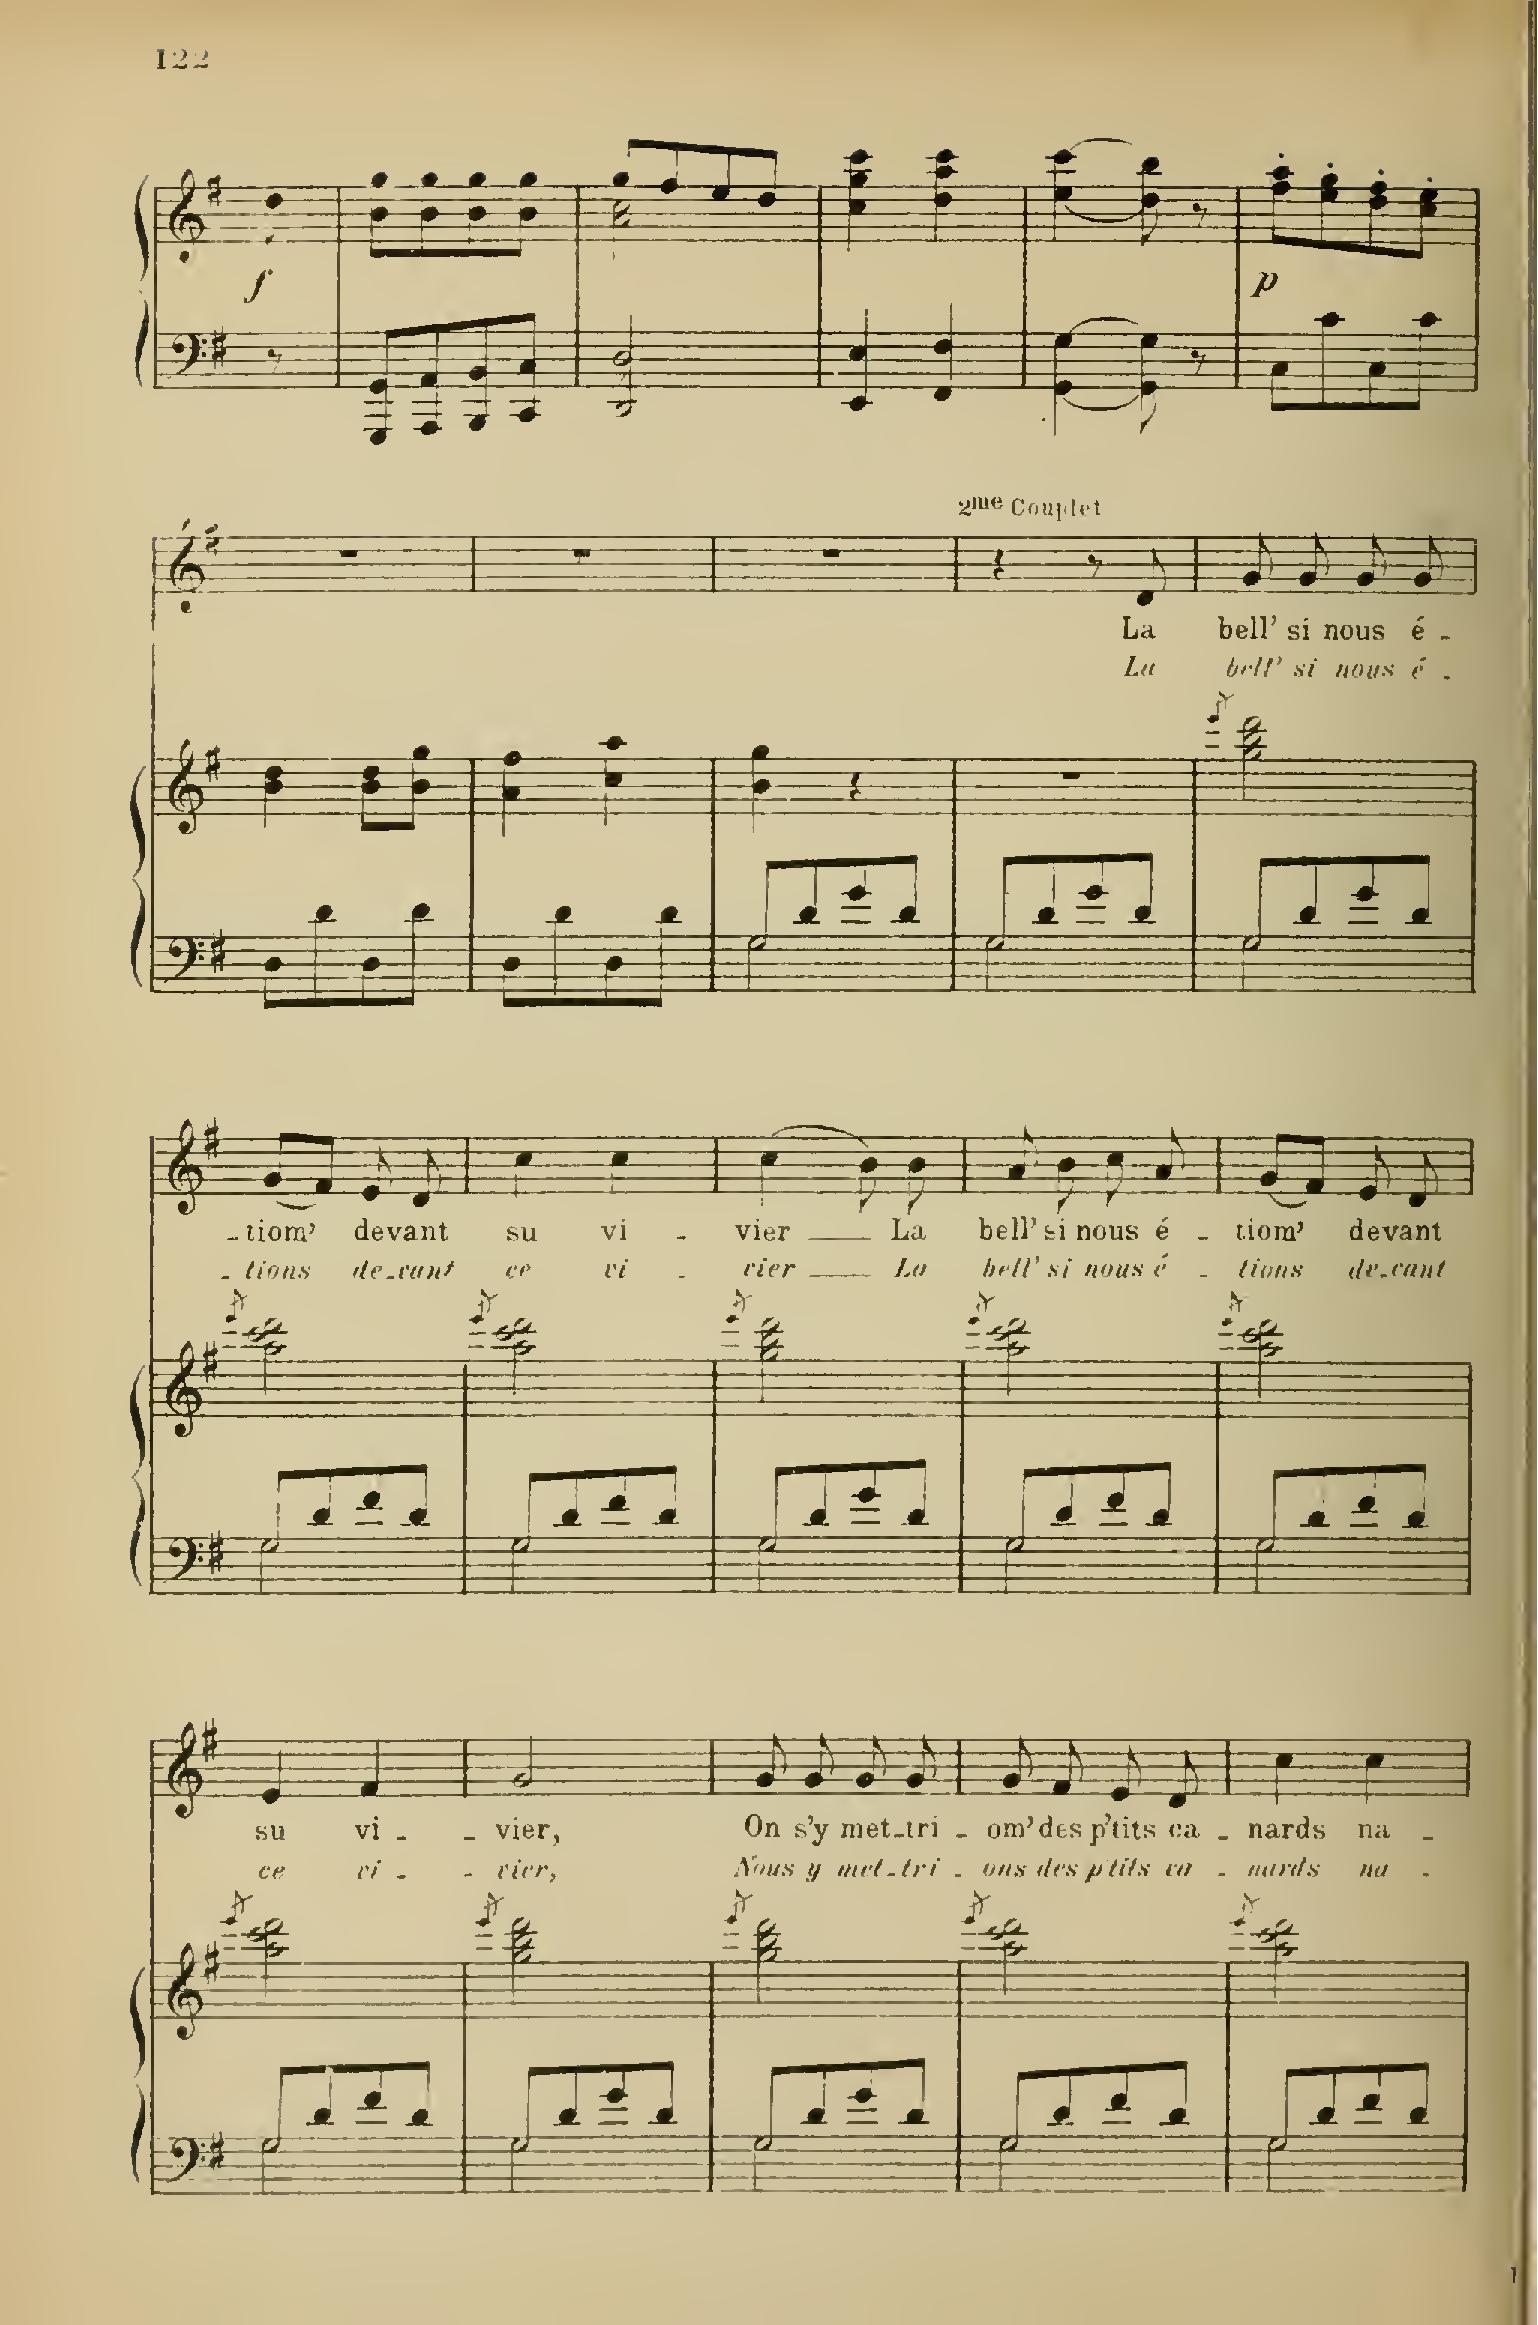 122
f
p
2me Couplet
La bell' si nous é -
La bell' si nous é -
- tiom' devant su vi - vier La bell' si nous é - tiom' devant
- tions de-vant ce vi - vier La bell' si nous é - tions de-vant
su vi - - vier, On s'y met-tri - om' des p'tits ca - nards na -
ce vi - - vier, Nous y met-tri - ons des p'tits ca - nards na -
1